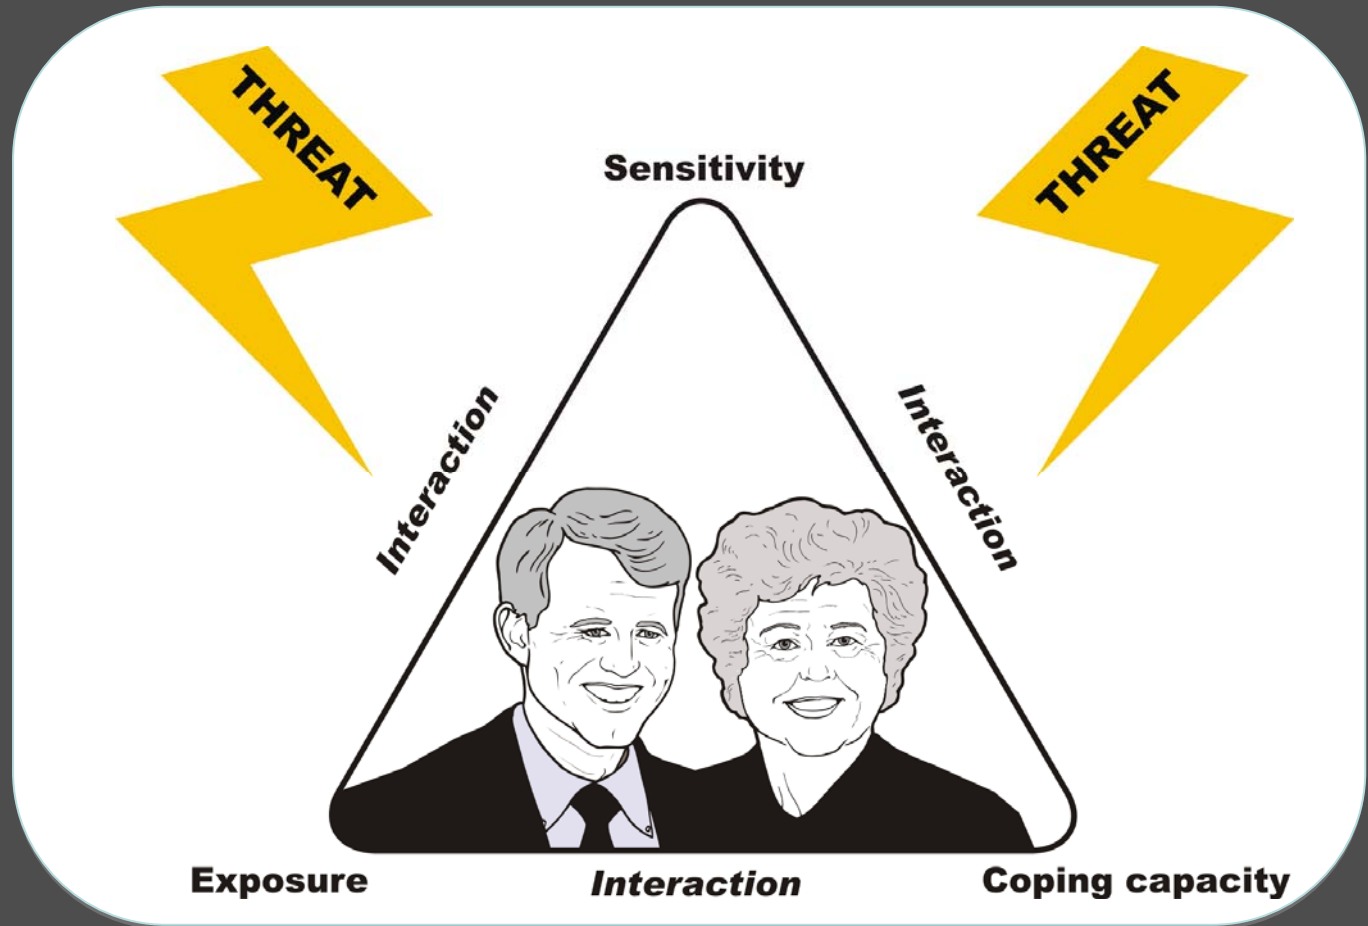 THREAT
THREAT
Sensitivity
Interaction
Interaction
Exposure
Interaction
Coping capacity